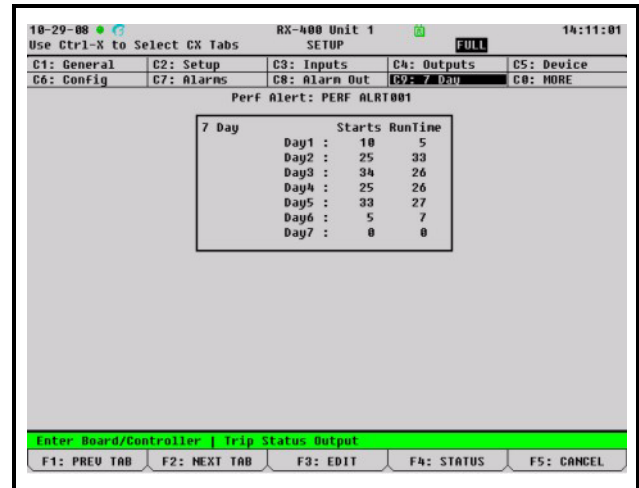 10-29-08 RX-400 Unit 1 14:11:01
Use Ctrl-X to Select CX Tabs SETUP FULL
C1: General C2: Setup C3: Inputs C4: Outputs C5: Device
C6: Config C7: Alarms C8: Alarm Out C9: 7 Day C0: MORE
Perf Alert: PERF ALRT001
7 Day Starts RunTime
Day1 : 10 5
Day2 : 25 33
Day3 : 34 26
Day4 : 25 26
Day5 : 33 27
Day6 : 5 7
Day7 : 0 0
Enter Board/Controller | Trip Status Output
F1: PREV TAB F2: NEXT TAB F3: EDIT F4: STATUS F5: CANCEL